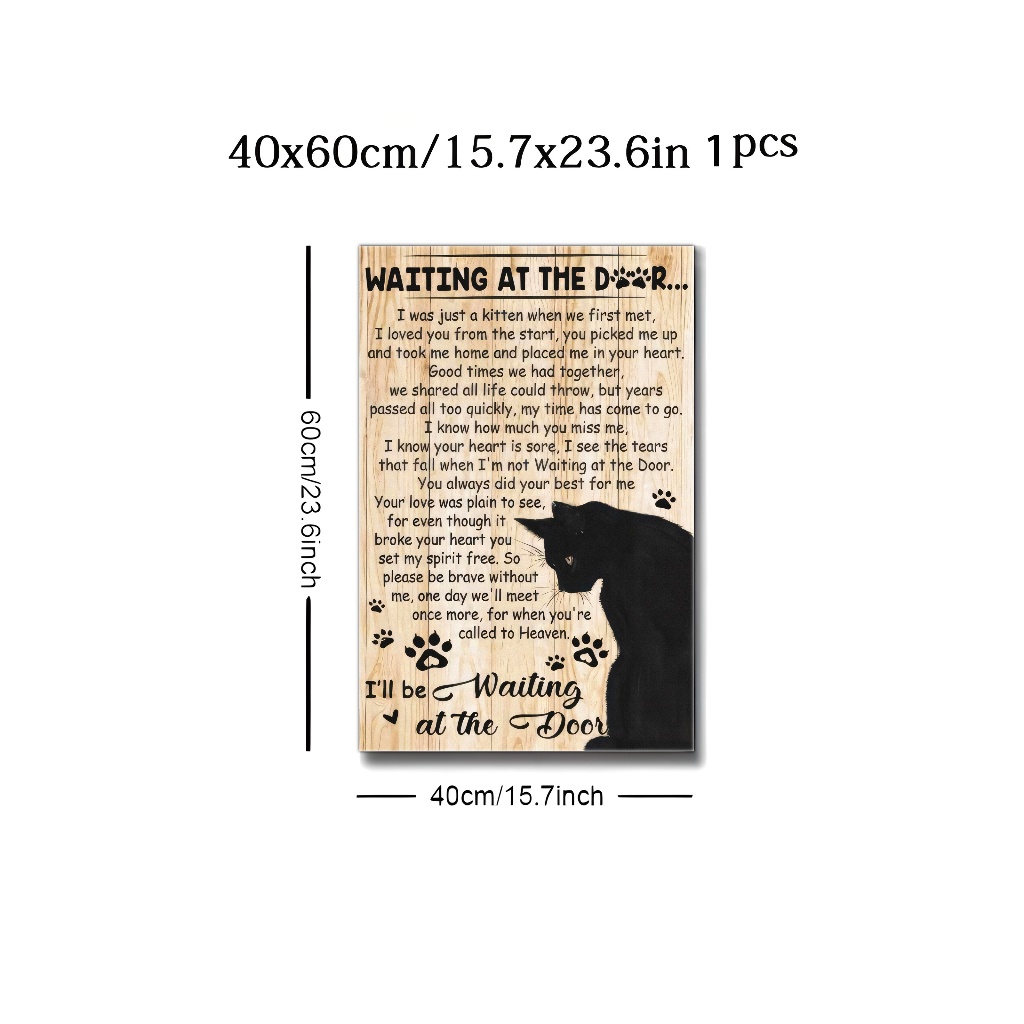 40x60cm/15.7x23.6in 1pcs
WAITING AT THE DOOR...
I was just a kitten when we first met,
I loved you from the start, you picked me up
and took me home and placed me in your heart.
Good times we had together,
we shared all life could throw, but years
passed all too quickly, my time has come to go.
I know how much you miss me,
I know your heart is sore, I see the tears
that fall when I'm not Waiting at the Door.
You always did your best for me
Your love was plain to see,
for even though it
broke your heart you
set my spirit free. So
please be brave without
me, one day we'll meet
once more, for when you're
called to Heaven.
I'll be Waiting
at the Door
60cm/23.6inch
40cm/15.7inch